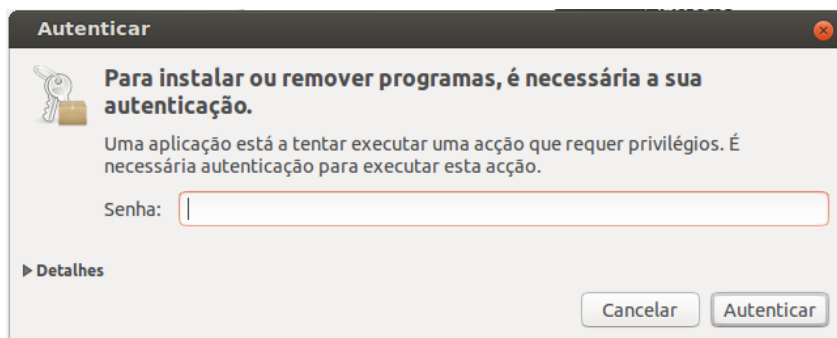 Autenticar
Para instalar ou remover programas, é necessária a sua
autenticação.
Uma aplicação está a tentar executar uma acção que requer privilégios. É
necessária autenticação para executar esta acção.
Senha:
Detalhes
Cancelar Autenticar